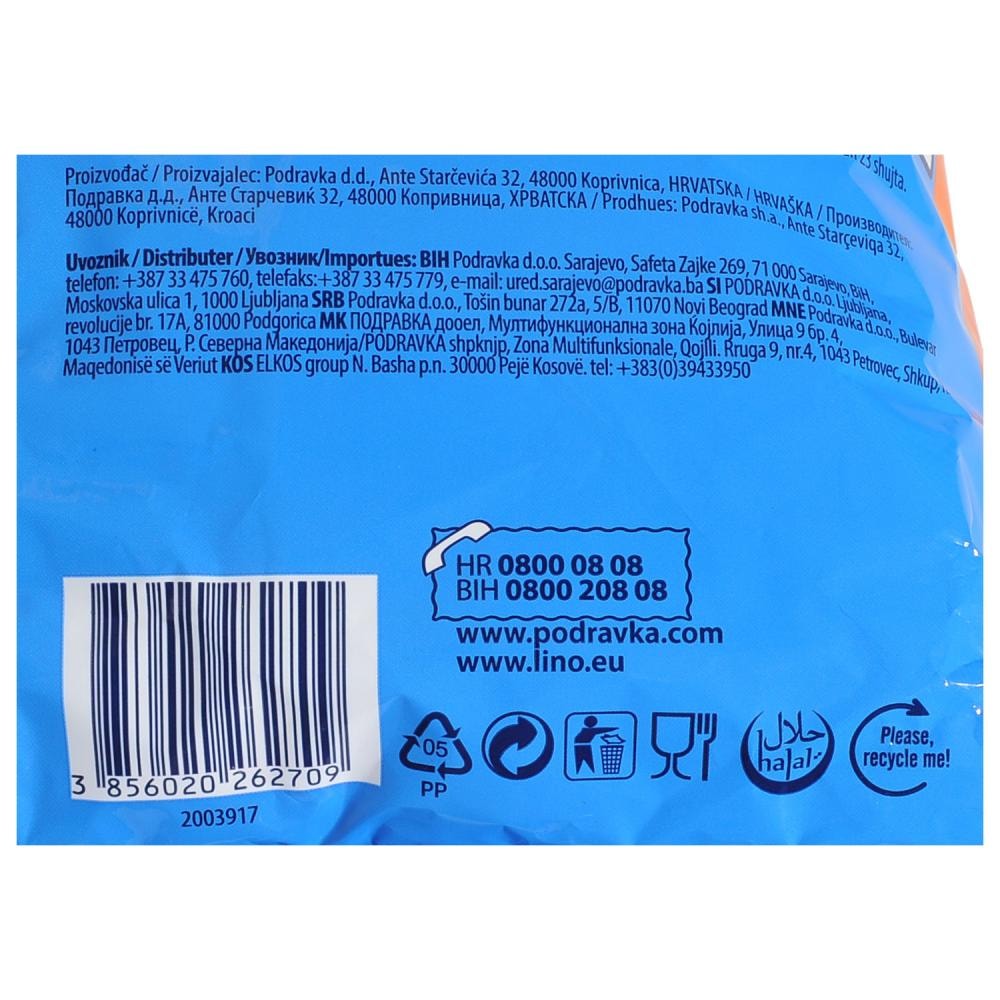 n 23 shujta.
Proizvođač / Proizvajalec: Podravka d.d., Ante Starčevića 32, 48000 Koprivnica, HRVATSKA / HRVAŠKA / Производител:
Подравка д.д., Анте Старчевиќ 32, 48000 Копривница, ХРВАТСКА / Prodhues: Podravka sh.a., Ante Starçeviqa 32,
48000 Koprivnicë, Kroaci
Uvoznik / Distributer / Увозник/Importues: BIH Podravka d.o.o. Sarajevo, Safeta Zajke 269, 71 000 Sarajevo, BIH,
telefon: +387 33 475 760, telefaks:+387 33 475 779, e-mail: ured.sarajevo@podravka.ba SI PODRAVKA d.o.o. Ljubljana,
Moskovska ulica 1, 1000 Ljubljana SRB Podravka d.o.o., Tošin bunar 272a, 5/B, 11070 Novi Beograd MNE Podravka d.o.o., Bulevar
revolucije br. 17A, 81000 Podgorica MK ПОДРАВКА дооел, Мултифункционална зона Којлија, Улица 9 бр. 4,
1043 Петровец, Р. Северна Македонија/PODRAVKA shpknjp, Zona Multifunksionale, Qojlli. Rruga 9, nr.4, 1043 Petrovec, Shkup,
Maqedonisë së Veriut KOS ELKOS group N. Basha p.n. 30000 Pejë Kosovë. tel: +383(0)39433950
HR 0800 08 08
BIH 0800 208 08
www.podravka.com
www.lino.eu
3 856020 262709
2003917
05
PP
حلال
halal
Please,
recycle me!